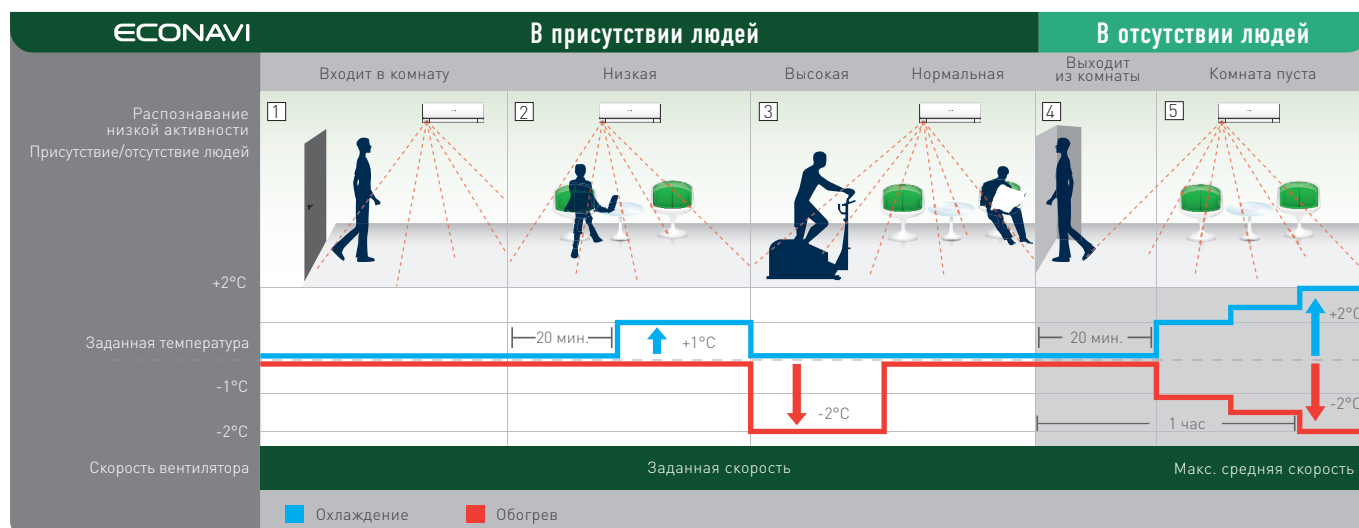 ECONAVI
В присутствии людей
В отсутствии людей
Входит в комнату
Низкая
Высокая
Нормальная
Выходит
из комнаты
Комната пуста
Распознавание
низкой активности
Присутствие/отсутствие людей
1
2
3
4
5
+2°C
Заданная температура
-1°C
-2°C
20 мин.
+1°C
-2°C
20 мин.
+2°C
-2°C
1 час
Скорость вентилятора
Заданная скорость
Макс. средняя скорость
Охлаждение
Обогрев